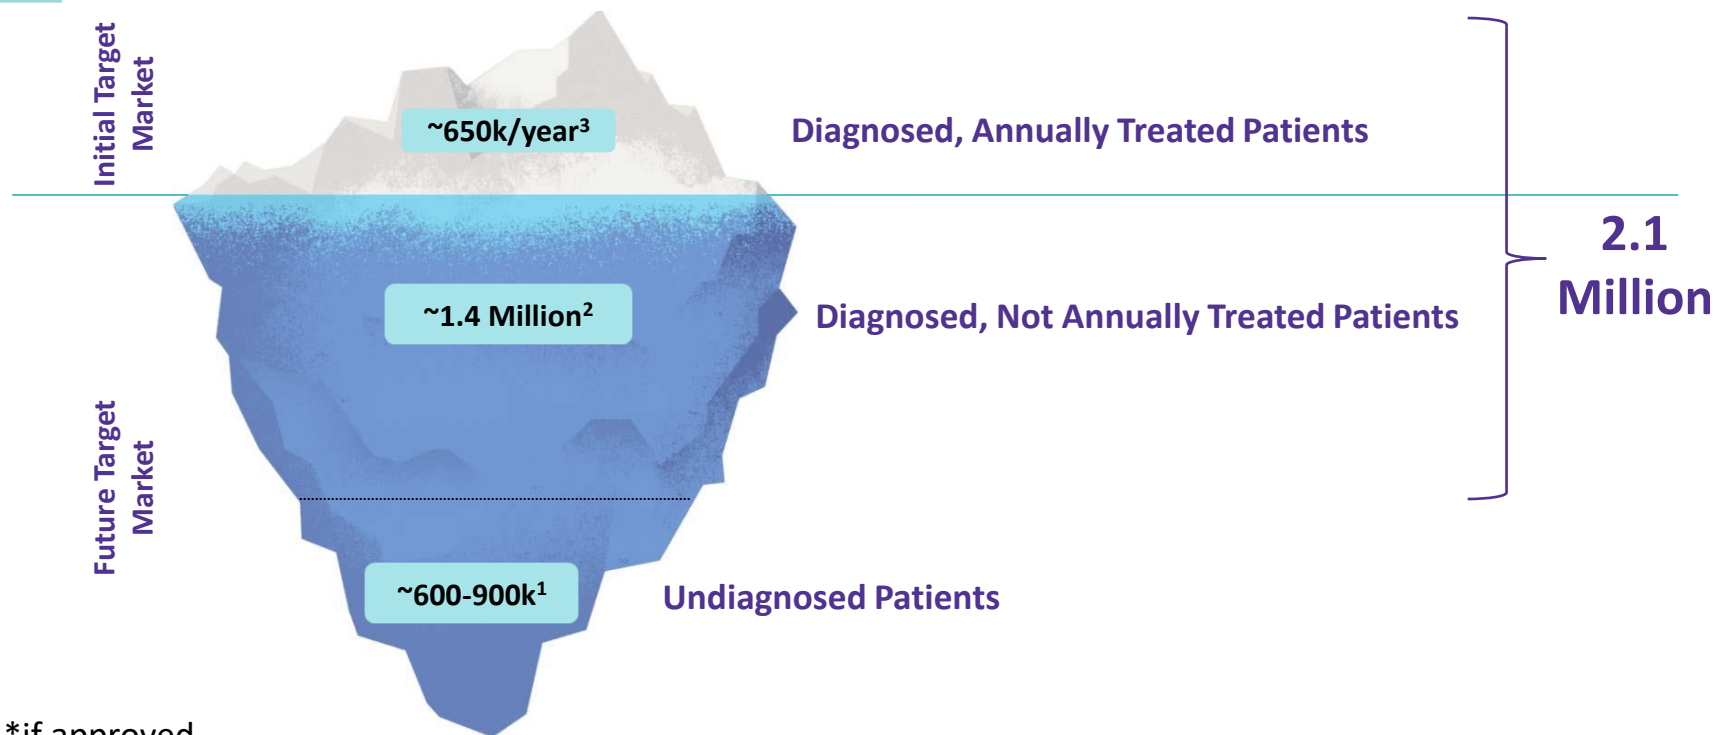 Initial Target
Market
~650k/year³
Diagnosed, Annually Treated Patients
2.1
Million
~1.4 Million²
Diagnosed, Not Annually Treated Patients
Future Target
Market
~600-900k¹
Undiagnosed Patients
*if approved